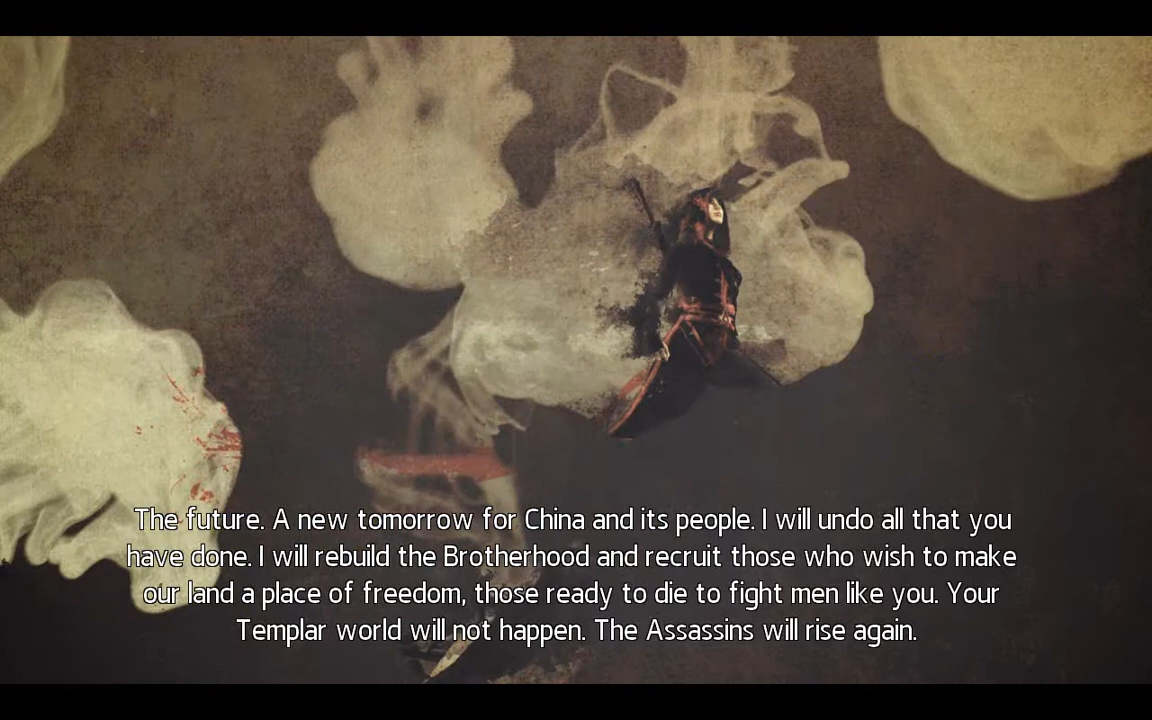 The future. A new tomorrow for China and its people. I will undo all that you
have done. I will rebuild the Brotherhood and recruit those who wish to make
our land a place of freedom, those ready to die to fight men like you. Your
Templar world will not happen. The Assassins will rise again.